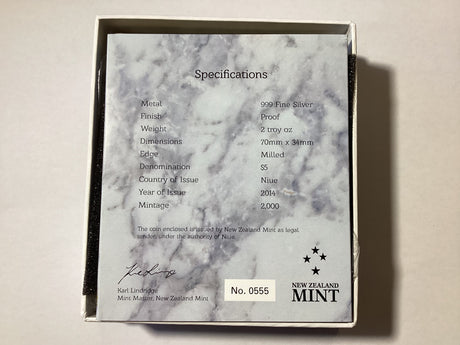 Specifications
Metal 999 Fine Silver
Finish Proof
Weight 2 troy oz
Dimensions 70mm x 34mm
Edge Milled
Denomination $5
Country of Issue Niue
Year of Issue 2014
Mintage 2,000
The coin enclosed is issued by New Zealand Mint as legal
tender, under the authority of Niue.
Karl Lindridge
Mint Master, New Zealand Mint
No. 0555
NEW ZEALAND
MINT